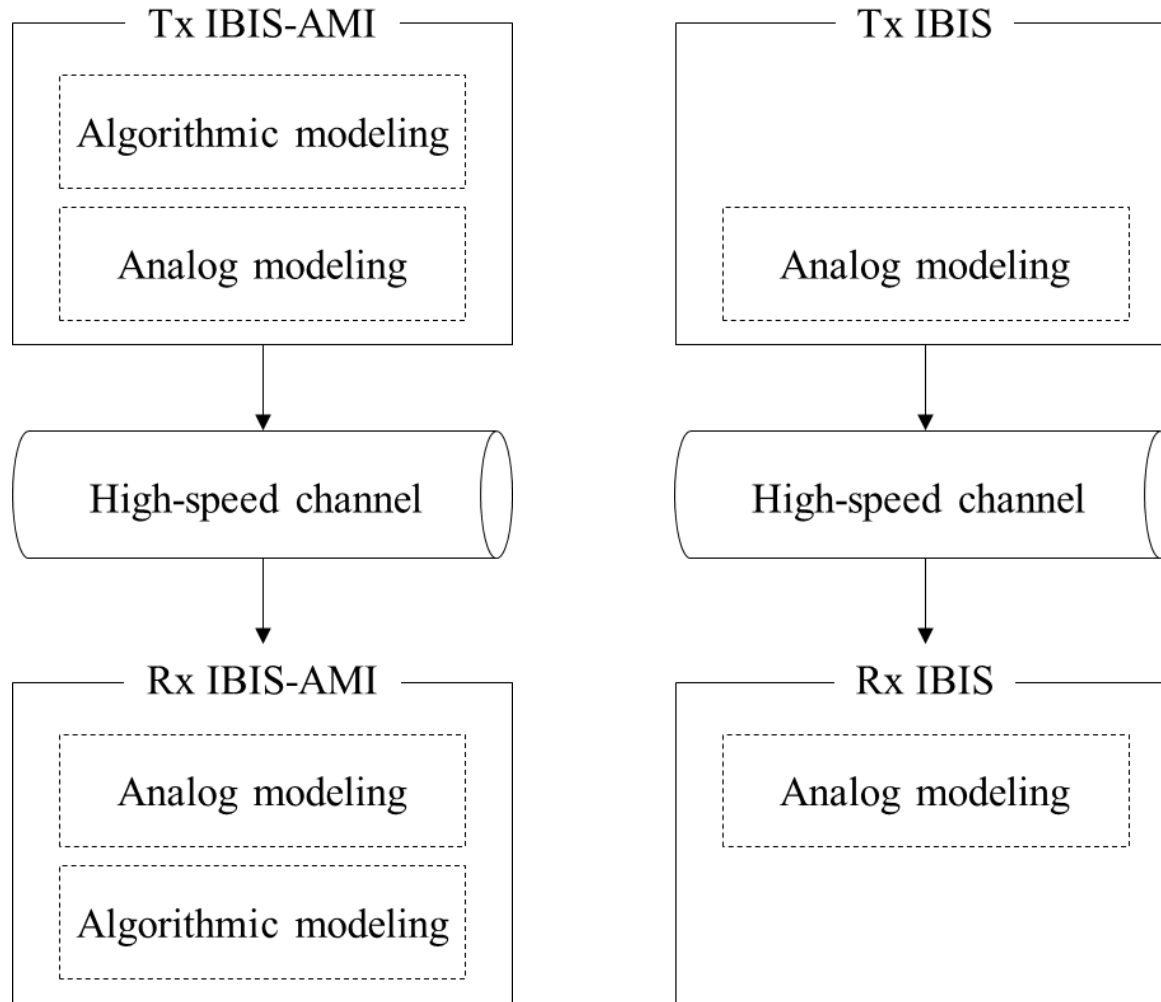 Tx IBIS-AMI
Algorithmic modeling
Analog modeling
High-speed channel
Rx IBIS-AMI
Analog modeling
Algorithmic modeling
Tx IBIS
Analog modeling
High-speed channel
Rx IBIS
Analog modeling